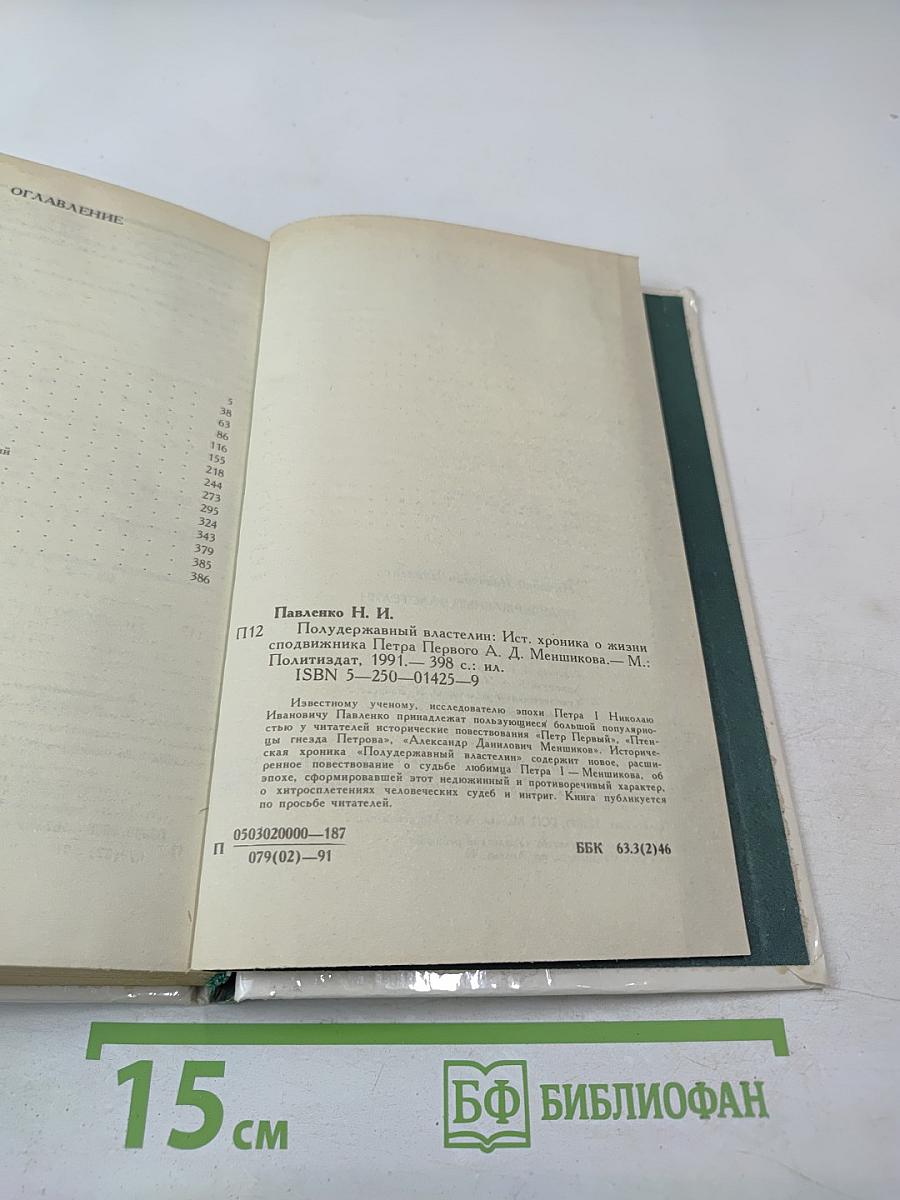 ОГЛАВЛЕНИЕ
5
38
63
86
116
ий
155
218
244
273
295
324
343
379
385
386
Павленко Н. И.
П12 Полудержавный властелин: Ист. хроника о жизни
сподвижника Петра Первого А. Д. Меншикова.— М.:
Политиздат, 1991.— 398 с.: ил.
ISBN 5—250—01425—9
Известному ученому, исследователю эпохи Петра I Николаю
Ивановичу Павленко принадлежат пользующиеся большой популярно-
стью у читателей исторические повествования «Петр Первый», «Птен-
цы гнезда Петрова», «Александр Данилович Меншиков». Историче-
ская хроника «Полудержавный властелин» содержит новое, расши-
ренное повествование о судьбе любимца Петра I — Меншикова, об
эпохе, сформировавшей этот недюжинный и противоречивый характер,
о хитросплетениях человеческих судеб и интриг. Книга публикуется
по просьбе читателей.
П 0503020000—187
079(02)—91
ББК 63.3(2)46
15 см
БФ БИБЛИОФАН